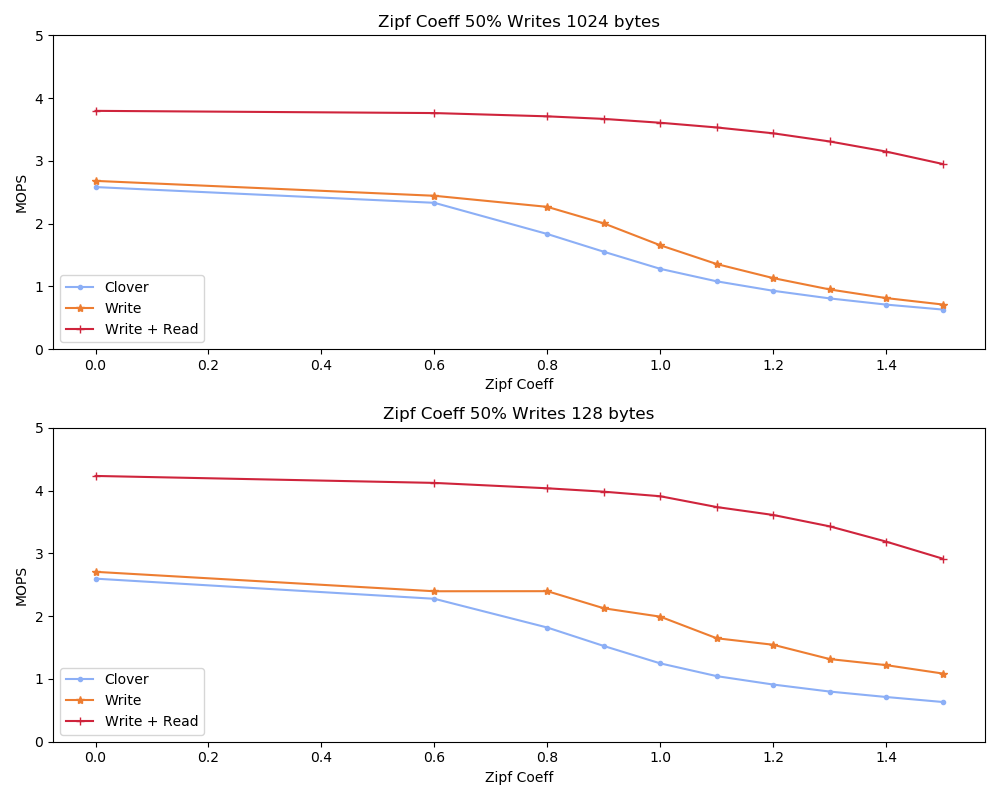 Zipf Coeff 50% Writes 1024 bytes
5
4
3
2
1
0
MOPS
Clover
Write
Write + Read
0.0 0.2 0.4 0.6 0.8 1.0 1.2 1.4
Zipf Coeff
Zipf Coeff 50% Writes 128 bytes
5
4
3
2
1
0
MOPS
Clover
Write
Write + Read
0.0 0.2 0.4 0.6 0.8 1.0 1.2 1.4
Zipf Coeff